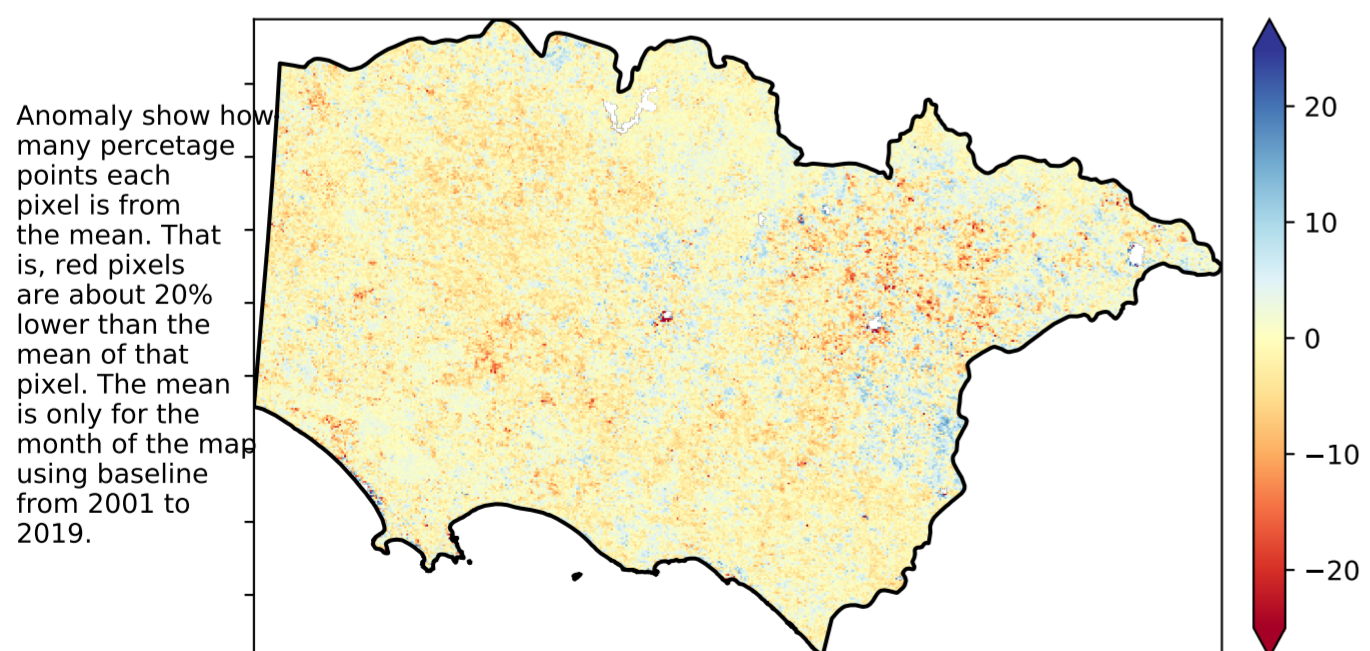 Anomaly show how
many percetage
points each
pixel is from
the mean. That
is, red pixels
are about 20%
lower than the
mean of that
pixel. The mean
is only for the
month of the map
using baseline
from 2001 to
2019.
20
10
0
−10
−20